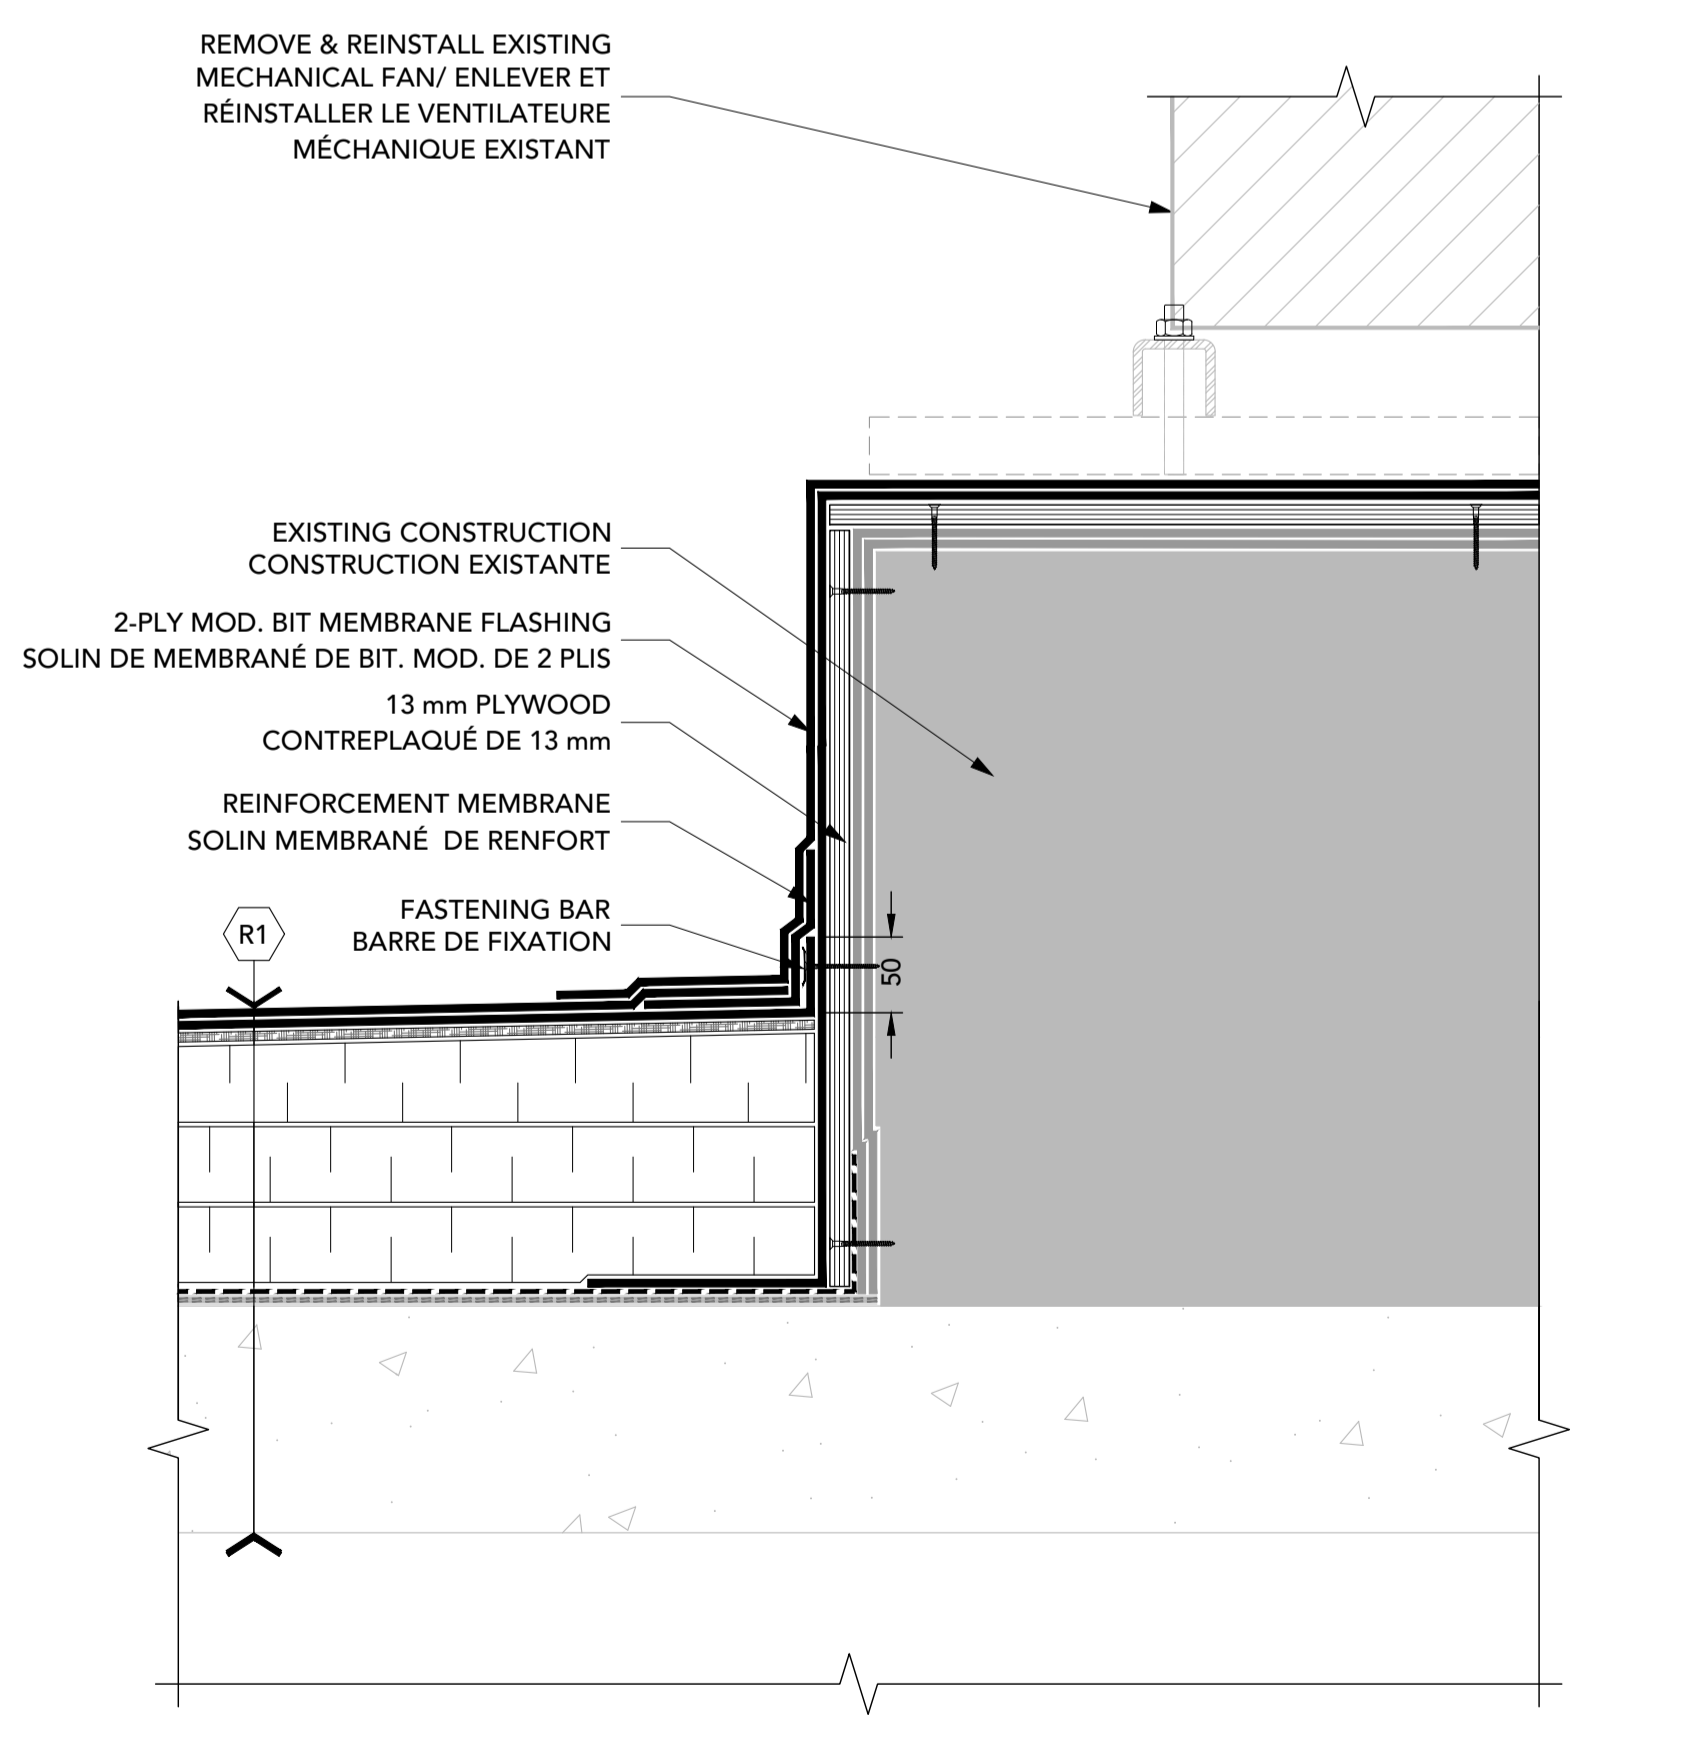 REMOVE & REINSTALL EXISTING
MECHANICAL FAN/ ENLEVER ET
RÉINSTALLER LE VENTILATEURE
MÉCHANIQUE EXISTANT
EXISTING CONSTRUCTION
CONSTRUCTION EXISTANTE
2-PLY MOD. BIT MEMBRANE FLASHING
SOLIN DE MEMBRANÉ DE BIT. MOD. DE 2 PLIS
13 mm PLYWOOD
CONTREPLAQUÉ DE 13 mm
REINFORCEMENT MEMBRANE
SOLIN MEMBRANÉ  DE RENFORT
FASTENING BAR
BARRE DE FIXATION
R1
50